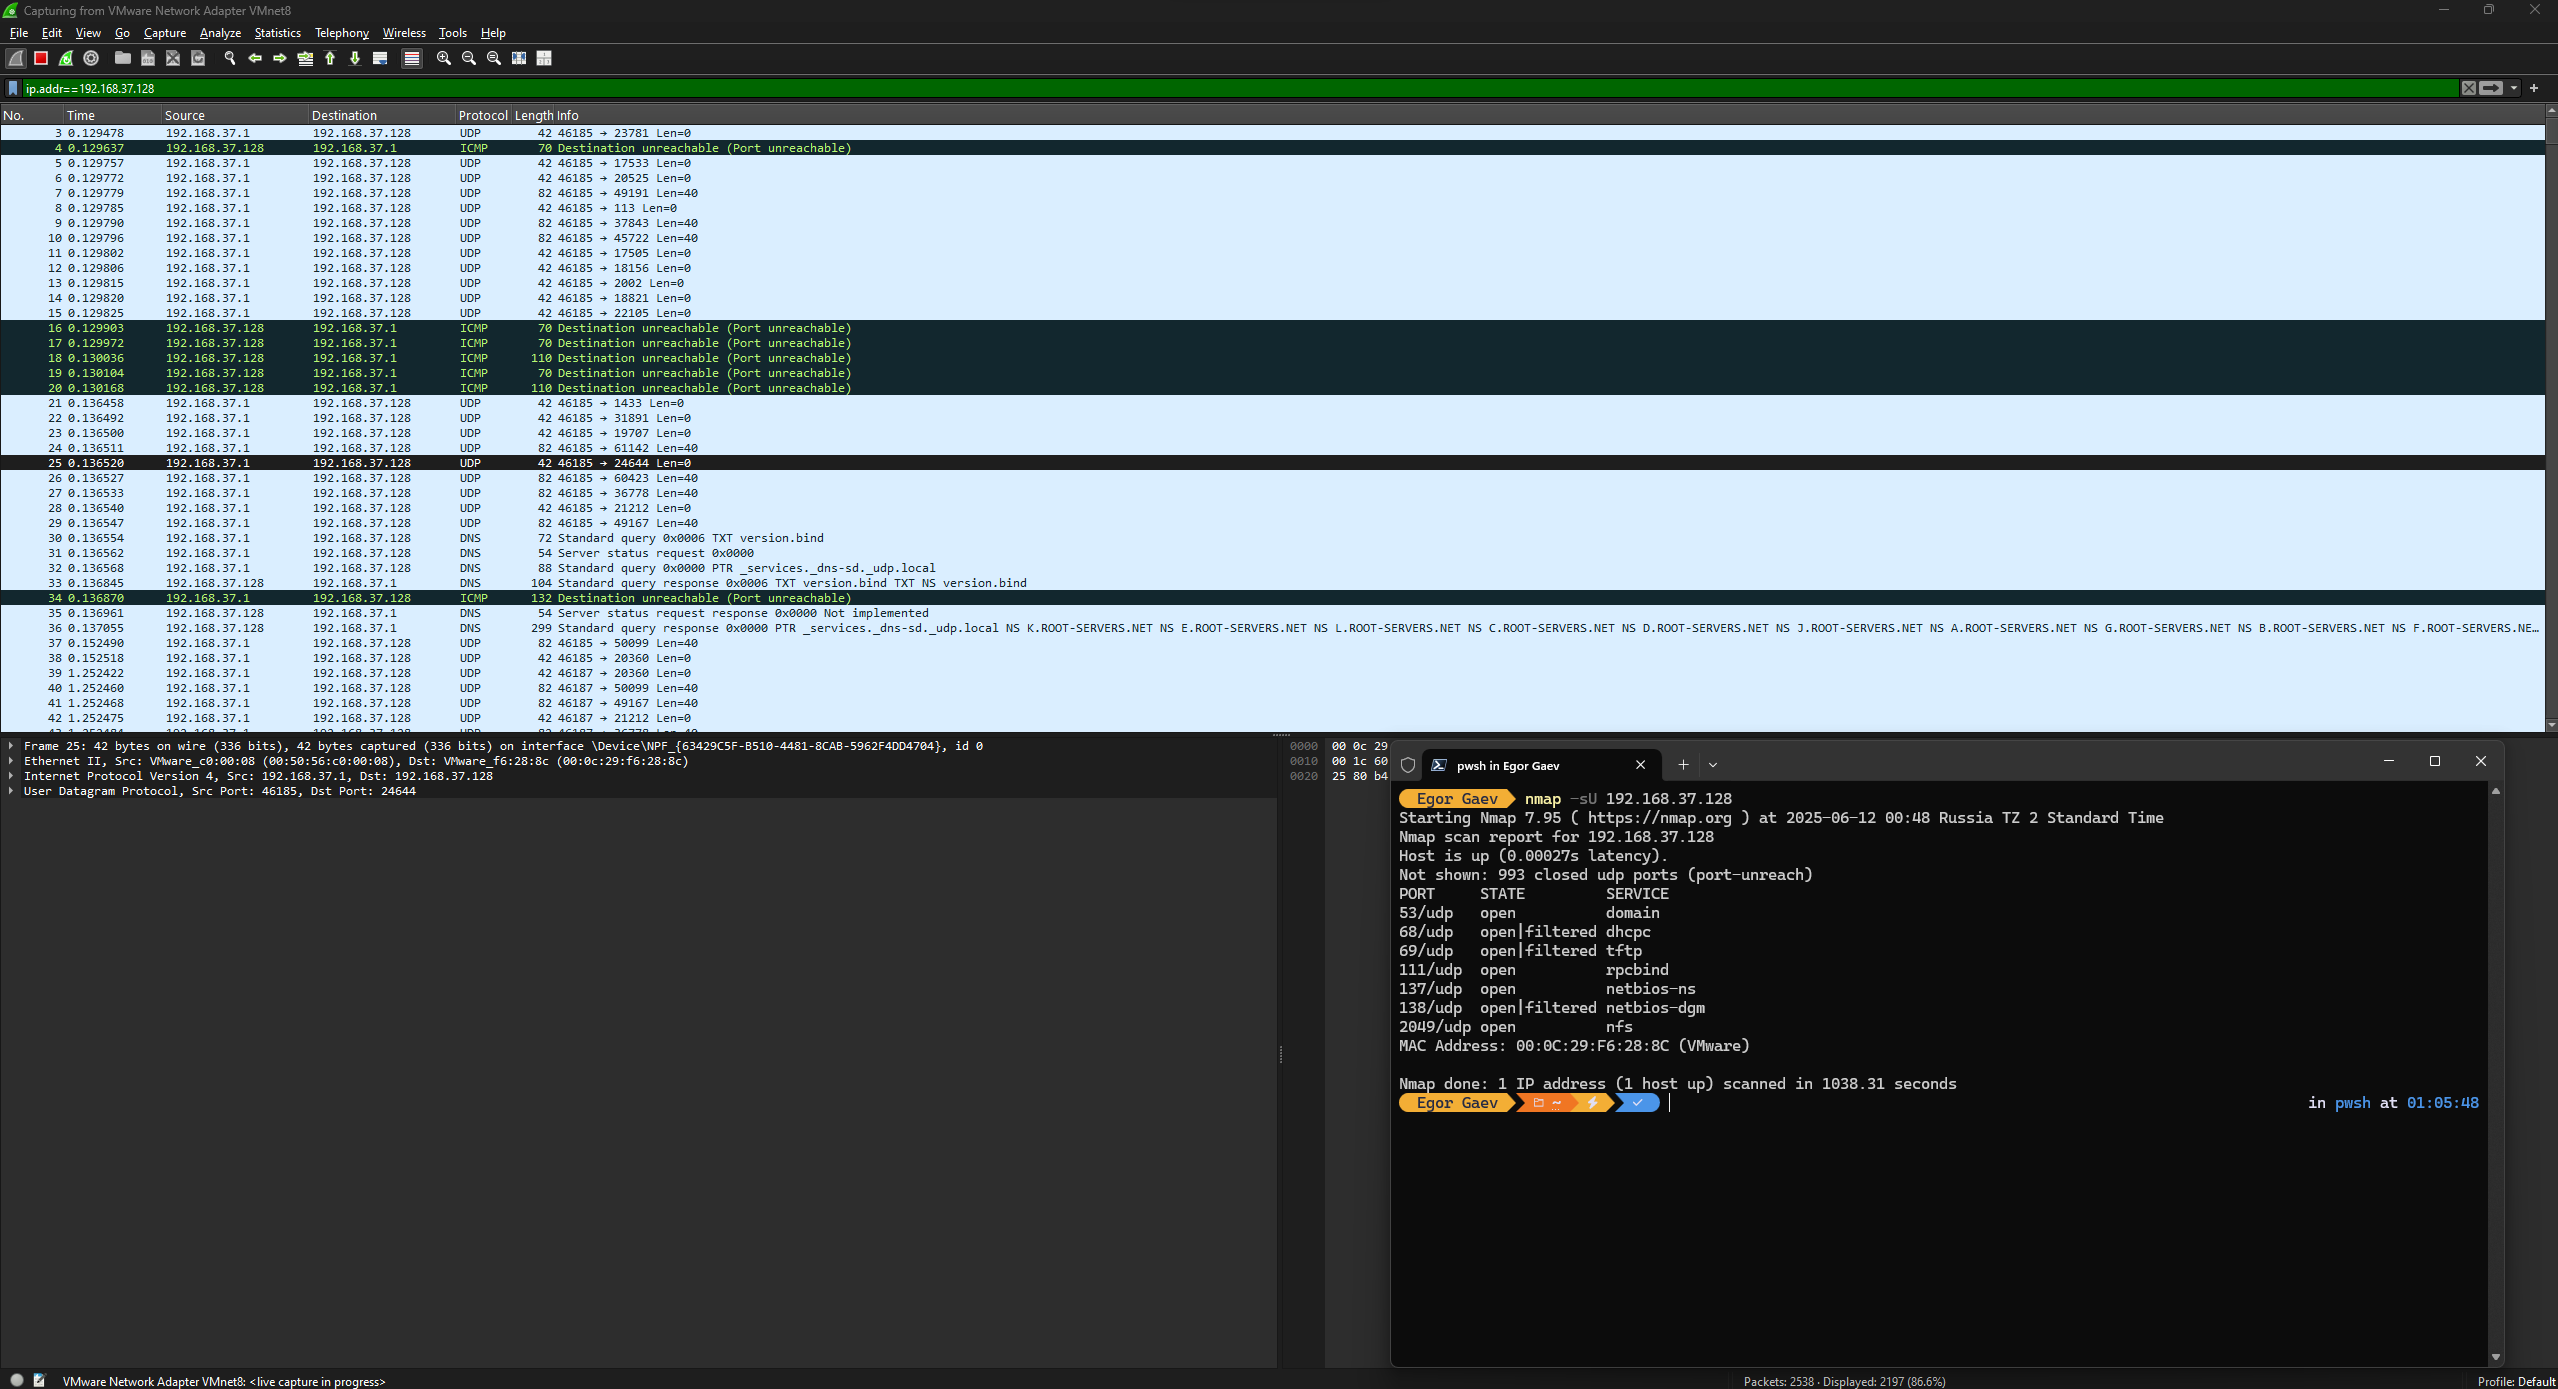 Capturing from VMware Network Adapter VMnet8
File Edit View Go Capture Analyze Statistics Telephony Wireless Tools Help
ip.addr==192.168.37.128
No. Time Source Destination Protocol Length Info
3 0.129478 192.168.37.1 192.168.37.128 UDP 42 46185 → 23781 Len=0
4 0.129637 192.168.37.128 192.168.37.1 ICMP 70 Destination unreachable (Port unreachable)
5 0.129757 192.168.37.1 192.168.37.128 UDP 42 46185 → 17533 Len=0
6 0.129772 192.168.37.1 192.168.37.128 UDP 42 46185 → 20525 Len=0
7 0.129779 192.168.37.1 192.168.37.128 UDP 82 46185 → 49191 Len=40
8 0.129785 192.168.37.1 192.168.37.128 UDP 42 46185 → 113 Len=0
9 0.129790 192.168.37.1 192.168.37.128 UDP 82 46185 → 37843 Len=40
10 0.129796 192.168.37.1 192.168.37.128 UDP 82 46185 → 45722 Len=40
11 0.129802 192.168.37.1 192.168.37.128 UDP 42 46185 → 17505 Len=0
12 0.129806 192.168.37.1 192.168.37.128 UDP 42 46185 → 18156 Len=0
13 0.129815 192.168.37.1 192.168.37.128 UDP 42 46185 → 2002 Len=0
14 0.129820 192.168.37.1 192.168.37.128 UDP 42 46185 → 18821 Len=0
15 0.129825 192.168.37.1 192.168.37.128 UDP 42 46185 → 22105 Len=0
16 0.129903 192.168.37.128 192.168.37.1 ICMP 70 Destination unreachable (Port unreachable)
17 0.129972 192.168.37.128 192.168.37.1 ICMP 70 Destination unreachable (Port unreachable)
18 0.130036 192.168.37.128 192.168.37.1 ICMP 110 Destination unreachable (Port unreachable)
19 0.130104 192.168.37.128 192.168.37.1 ICMP 70 Destination unreachable (Port unreachable)
20 0.130168 192.168.37.128 192.168.37.1 ICMP 110 Destination unreachable (Port unreachable)
21 0.136458 192.168.37.1 192.168.37.128 UDP 42 46185 → 1433 Len=0
22 0.136492 192.168.37.1 192.168.37.128 UDP 42 46185 → 31891 Len=0
23 0.136500 192.168.37.1 192.168.37.128 UDP 42 46185 → 19707 Len=0
24 0.136511 192.168.37.1 192.168.37.128 UDP 82 46185 → 61142 Len=40
25 0.136520 192.168.37.1 192.168.37.128 UDP 42 46185 → 24644 Len=0
26 0.136527 192.168.37.1 192.168.37.128 UDP 82 46185 → 60423 Len=40
27 0.136533 192.168.37.1 192.168.37.128 UDP 82 46185 → 36778 Len=40
28 0.136540 192.168.37.1 192.168.37.128 UDP 42 46185 → 21212 Len=0
29 0.136547 192.168.37.1 192.168.37.128 UDP 82 46185 → 49167 Len=40
30 0.136554 192.168.37.1 192.168.37.128 DNS 72 Standard query 0x0006 TXT version.bind
31 0.136562 192.168.37.1 192.168.37.128 DNS 54 Server status request 0x0000
32 0.136568 192.168.37.1 192.168.37.128 DNS 88 Standard query 0x0000 PTR _services._dns-sd._udp.local
33 0.136845 192.168.37.128 192.168.37.1 DNS 104 Standard query response 0x0006 TXT version.bind TXT NS version.bind
34 0.136870 192.168.37.1 192.168.37.128 ICMP 132 Destination unreachable (Port unreachable)
35 0.136961 192.168.37.128 192.168.37.1 DNS 54 Server status request response 0x0000 Not implemented
36 0.137055 192.168.37.128 192.168.37.1 DNS 299 Standard query response 0x0000 PTR _services._dns-sd._udp.local NS K.ROOT-SERVERS.NET NS E.ROOT-SERVERS.NET NS L.ROOT-SERVERS.NET NS C.ROOT-SERVERS.NET NS D.ROOT-SERVERS.NET NS J.ROOT-SERVERS.NET NS A.ROOT-SERVERS.NET NS G.ROOT-SERVERS.NET NS B.ROOT-SERVERS.NET NS F.ROOT-SERVERS.NE…
37 0.152490 192.168.37.1 192.168.37.128 UDP 82 46185 → 50099 Len=40
38 0.152518 192.168.37.1 192.168.37.128 UDP 42 46185 → 20360 Len=0
39 1.252422 192.168.37.1 192.168.37.128 UDP 42 46187 → 20360 Len=0
40 1.252460 192.168.37.1 192.168.37.128 UDP 82 46187 → 50099 Len=40
41 1.252468 192.168.37.1 192.168.37.128 UDP 82 46187 → 49167 Len=40
42 1.252475 192.168.37.1 192.168.37.128 UDP 42 46187 → 21212 Len=0
Frame 25: 42 bytes on wire (336 bits), 42 bytes captured (336 bits) on interface \Device\NPF_{63429C5F-B510-4481-8CAB-5962F4DD4704}, id 0
Ethernet II, Src: VMware_c0:00:08 (00:50:56:c0:00:08), Dst: VMware_f6:28:8c (00:0c:29:f6:28:8c)
Internet Protocol Version 4, Src: 192.168.37.1, Dst: 192.168.37.128
User Datagram Protocol, Src Port: 46185, Dst Port: 24644
0000 00 0c 29
0010 00 1c 60
0020 25 80 b4
pwsh in Egor Gaev
Egor Gaev nmap -sU 192.168.37.128
Starting Nmap 7.95 ( https://nmap.org ) at 2025-06-12 00:48 Russia TZ 2 Standard Time
Nmap scan report for 192.168.37.128
Host is up (0.00027s latency).
Not shown: 993 closed udp ports (port-unreach)
PORT STATE SERVICE
53/udp open domain
68/udp open|filtered dhcpc
69/udp open|filtered tftp
111/udp open rpcbind
137/udp open netbios-ns
138/udp open|filtered netbios-dgm
2049/udp open nfs
MAC Address: 00:0C:29:F6:28:8C (VMware)
Nmap done: 1 IP address (1 host up) scanned in 1038.31 seconds
Egor Gaev ~ in pwsh at 01:05:48
VMware Network Adapter VMnet8: <live capture in progress>
Packets: 2538 · Displayed: 2197 (86.6%)
Profile: Default